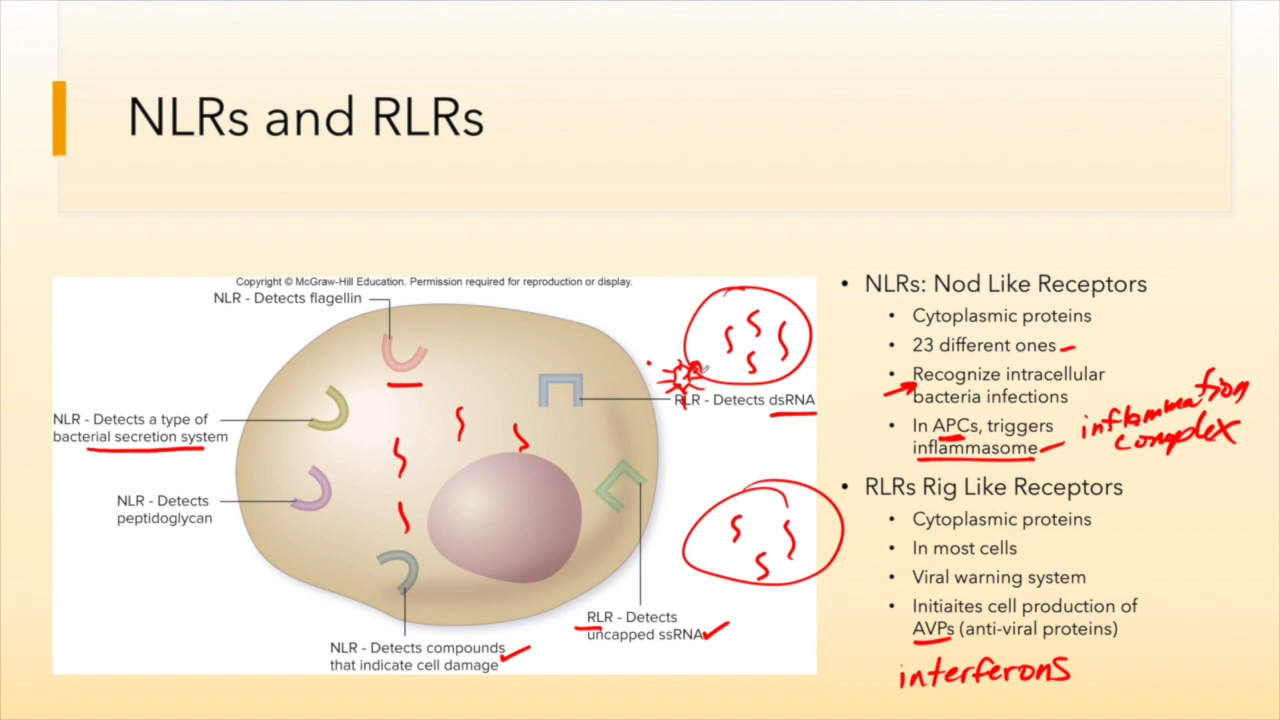 NLRs and RLRs
Copyright © McGraw-Hill Education. Permission required for reproduction or display.
NLR - Detects flagellin
NLR - Detects a type of
bacterial secretion system
NLR - Detects
peptidoglycan
NLR - Detects compounds
that indicate cell damage
RLR - Detects
uncapped ssRNA
RLR - Detects dsRNA
• NLRs: Nod Like Receptors
• Cytoplasmic proteins
• 23 different ones
• Recognize intracellular
bacteria infections
• In APCs, triggers
inflammasome
inflammation
complex
• RLRs Rig Like Receptors
• Cytoplasmic proteins
• In most cells
• Viral warning system
• Initiaites cell production of
AVPs (anti-viral proteins)
interferons